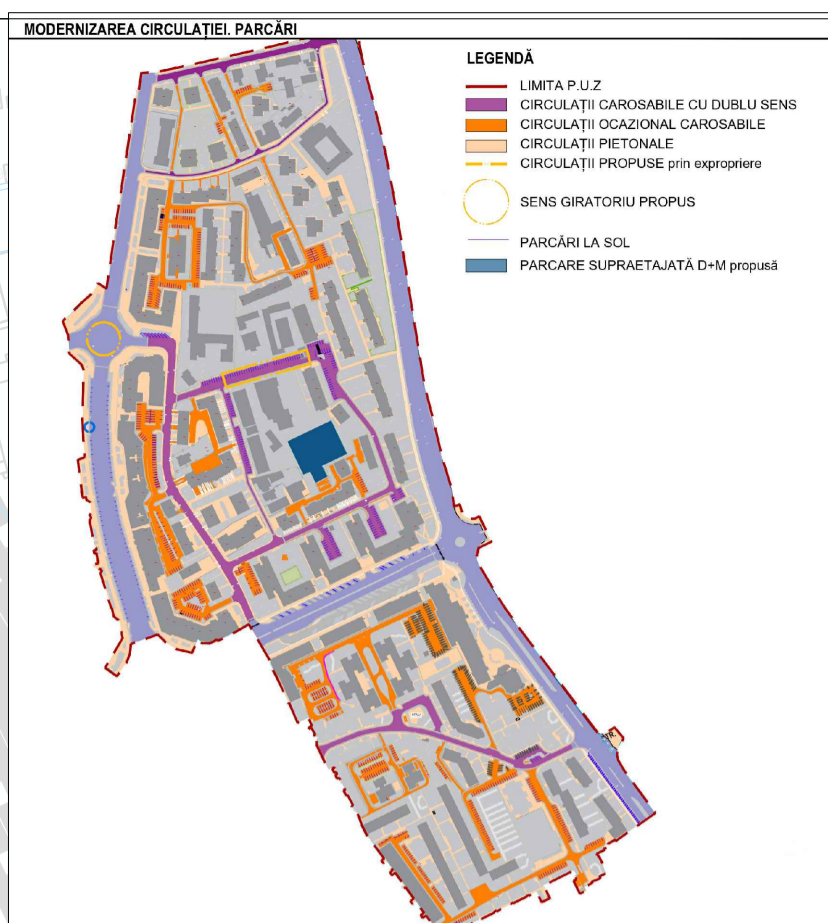 MODERNIZAREA CIRCULAȚIEI. PARCĂRI
LEGENDĂ
LIMITA P.U.Z
CIRCULAȚII CAROSABILE CU DUBLU SENS
CIRCULAȚII OCAZIONAL CAROSABILE
CIRCULAȚII PIETONALE
CIRCULAȚII PROPUSE prin expropriere
SENS GIRATORIU PROPUS
PARCĂRI LA SOL
PARCARE SUPRAETAJATĂ D+M propusă